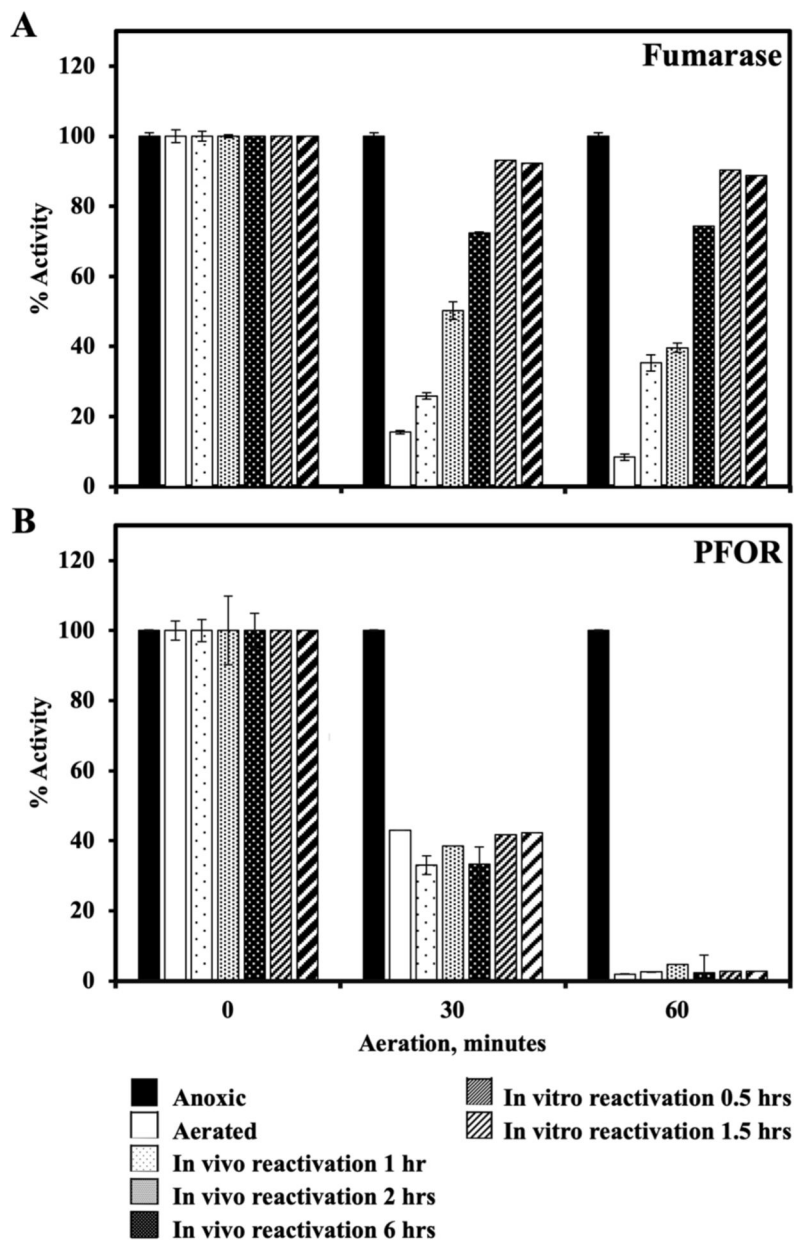 A
Fumarase
120
100
80
60
40
20
0
% Activity
B
PFOR
120
100
80
60
40
20
0
% Activity
0 30 60
Aeration, minutes
Anoxic
Aerated
In vivo reactivation 1 hr
In vivo reactivation 2 hrs
In vivo reactivation 6 hrs
In vitro reactivation 0.5 hrs
In vitro reactivation 1.5 hrs